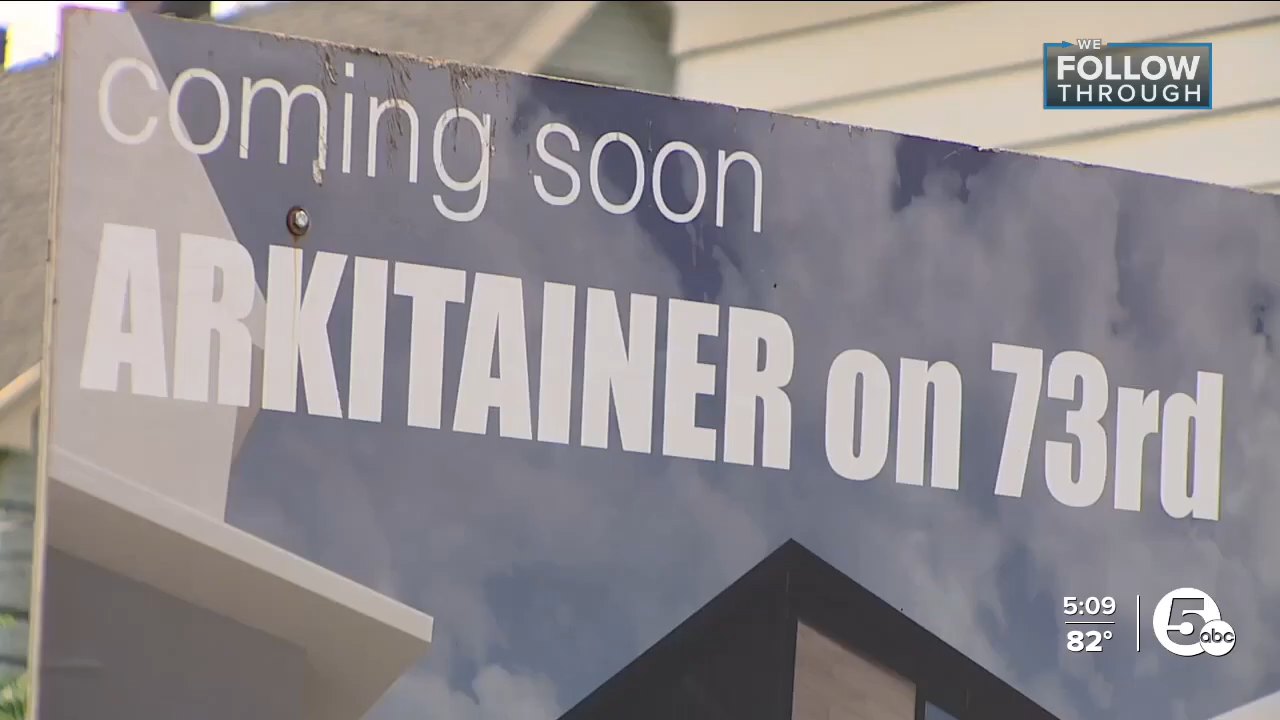 WE
FOLLOW
THROUGH
coming soon
ARKITAINER on 73rd
5:09
82°
5
abc